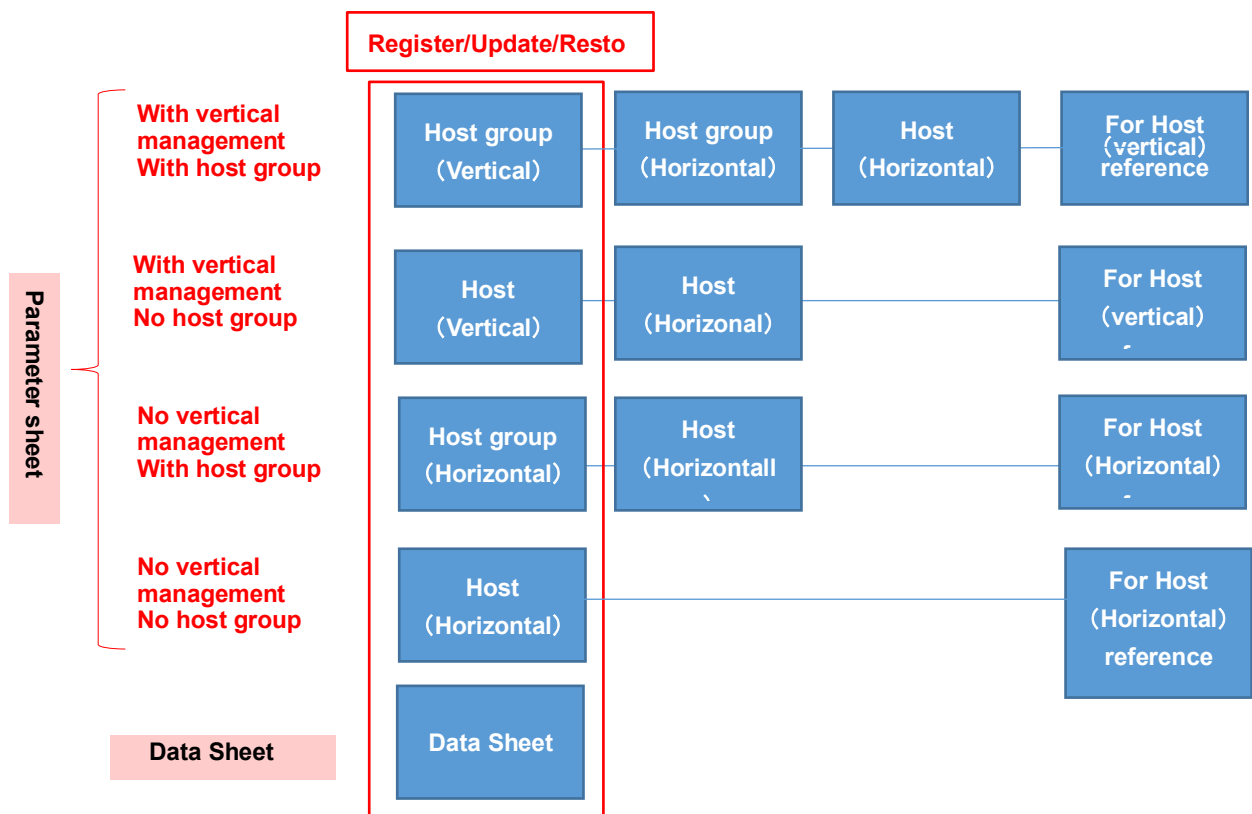 Register/Update/Resto
With vertical
management
With host group
Host group
（Vertical）
Host group
（Horizontal）
Host
（Horizontal）
For Host
（vertical）
reference
With vertical
management
No host group
Host
（Vertical）
Host
（Horizonal）
For Host
（vertical）
Parameter sheet
No vertical
management
With host group
Host group
（Horizontal）
Host
（Horizontall
For Host
（Horizontal）
No vertical
management
No host group
Host
（Horizontal）
For Host
（Horizontal）
reference
Data Sheet
Data Sheet